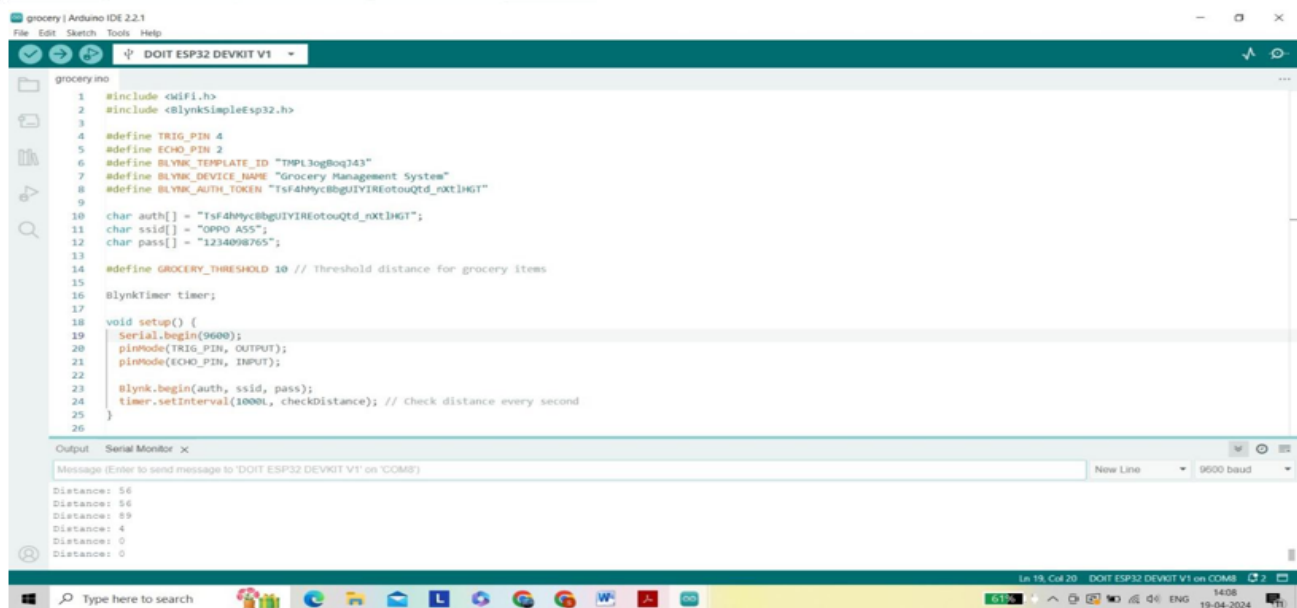 grocery | Arduino IDE 2.2.1
File Edit Sketch Tools Help
DOIT ESP32 DEVKIT V1
grocery.ino
1 #include <WiFi.h>
2 #include <BlynkSimpleEsp32.h>
3
4 #define TRIG_PIN 4
5 #define ECHO_PIN 2
6 #define BLYNK_TEMPLATE_ID "TMPL3ogBoqJ43"
7 #define BLYNK_DEVICE_NAME "Grocery Management System"
8 #define BLYNK_AUTH_TOKEN "TsF4hMycBbgUIYIREotouQtd_nXtlHGT"
9
10 char auth[] = "TsF4hMycBbgUIYIREotouQtd_nXtlHGT";
11 char ssid[] = "OPPO A55";
12 char pass[] = "1234098765";
13
14 #define GROCERY_THRESHOLD 10 // Threshold distance for grocery items
15
16 BlynkTimer timer;
17
18 void setup() {
19 Serial.begin(9600);
20 pinMode(TRIG_PIN, OUTPUT);
21 pinMode(ECHO_PIN, INPUT);
22
23 Blynk.begin(auth, ssid, pass);
24 timer.setInterval(1000L, checkDistance); // Check distance every second
25 }
26
Output Serial Monitor
Message (Enter to send message to 'DOIT ESP32 DEVKIT V1' on 'COM8') New Line 9600 baud
Distance: 56
Distance: 56
Distance: 89
Distance: 4
Distance: 0
Distance: 0
Ln 19, Col 20 DOIT ESP32 DEVKIT V1 on COM8 2
Type here to search L S G G W 61% ENG 14:08
19-04-2024